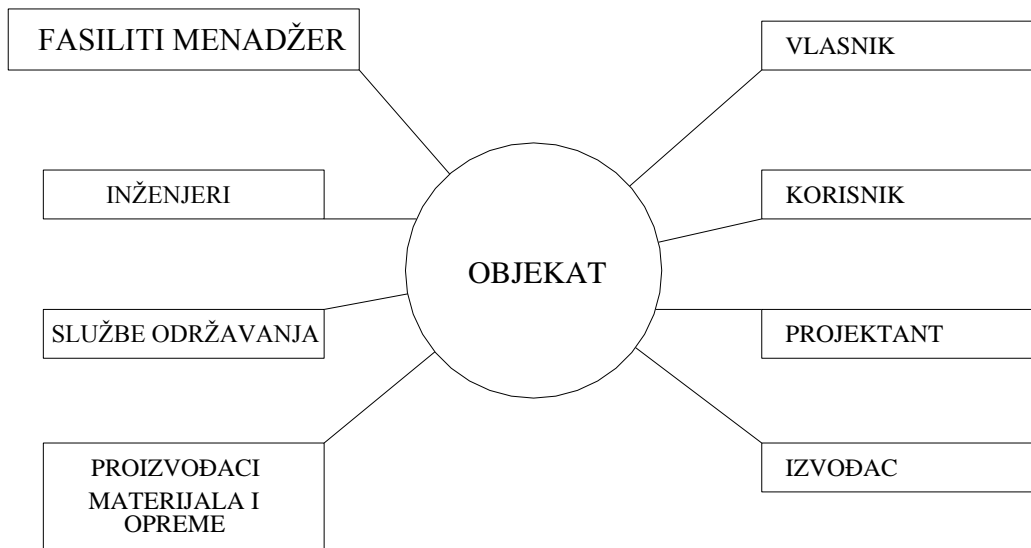 FASILITI MENADŽER
VLASNIK
INŽENJERI
KORISNIK
OBJEKAT
SLUŽBE ODRŽAVANJA
PROJEKTANT
PROIZVOĐACI
MATERIJALA I
OPREME
IZVOĐAC